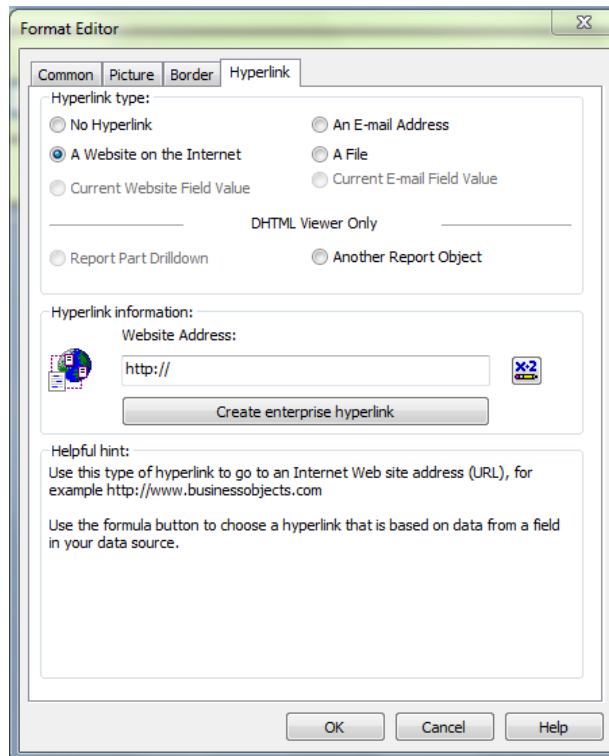 Format Editor
Common Picture Border Hyperlink
Hyperlink type:
No Hyperlink An E-mail Address
A Website on the Internet A File
Current Website Field Value Current E-mail Field Value
DHTML Viewer Only
Report Part Drilldown Another Report Object
Hyperlink information:
Website Address:
http://
X+2
Create enterprise hyperlink
Helpful hint:
Use this type of hyperlink to go to an Internet Web site address (URL), for
example http://www.businessobjects.com
Use the formula button to choose a hyperlink that is based on data from a field
in your data source.
OK Cancel Help